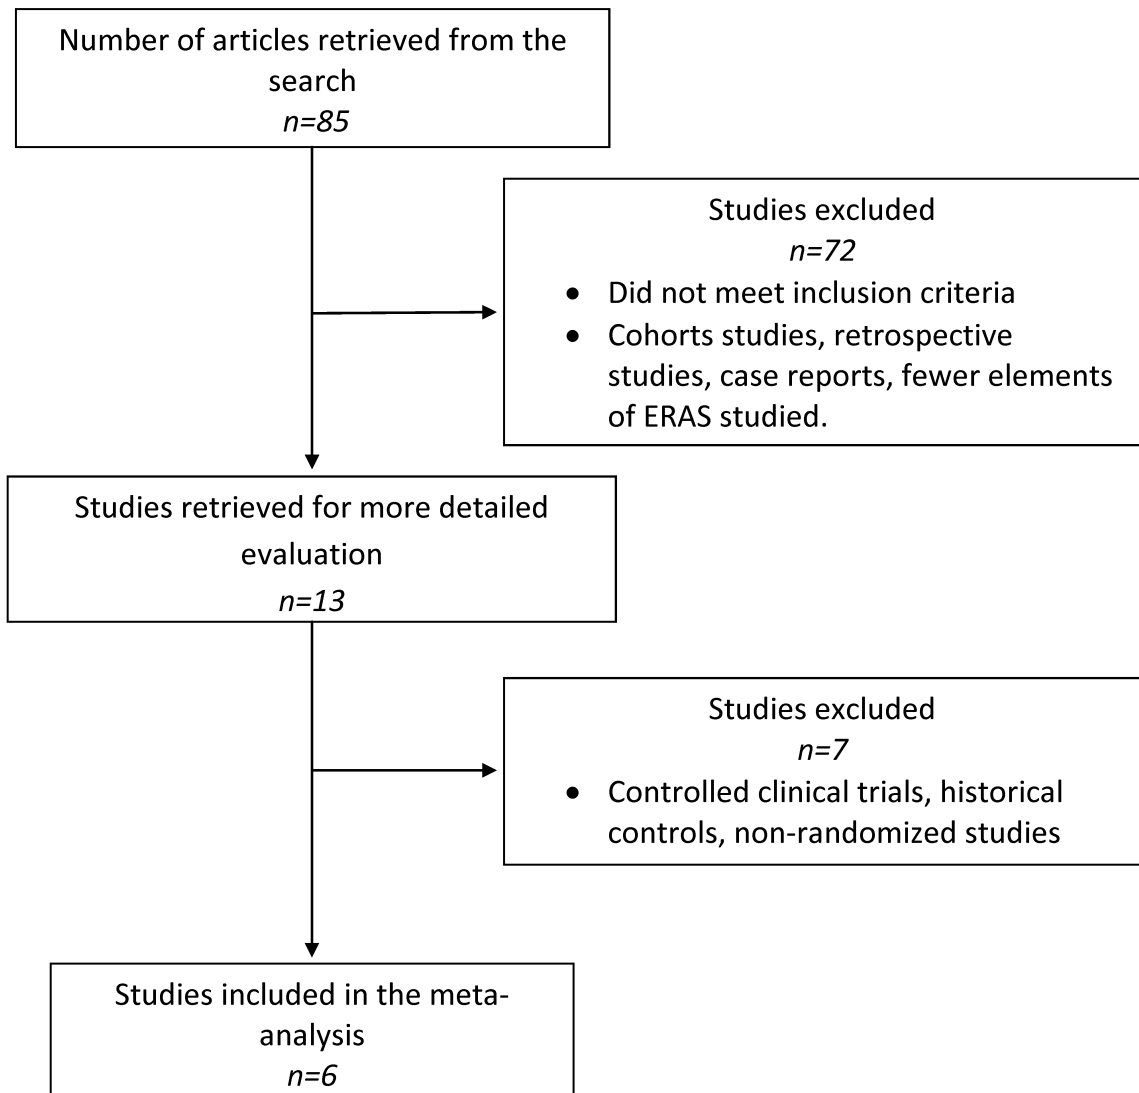 Number of articles retrieved from the
search
n=85
Studies excluded
n=72
• Did not meet inclusion criteria
• Cohorts studies, retrospective
studies, case reports, fewer elements
of ERAS studied.
Studies retrieved for more detailed
evaluation
n=13
Studies excluded
n=7
• Controlled clinical trials, historical
controls, non-randomized studies
Studies included in the meta-
analysis
n=6